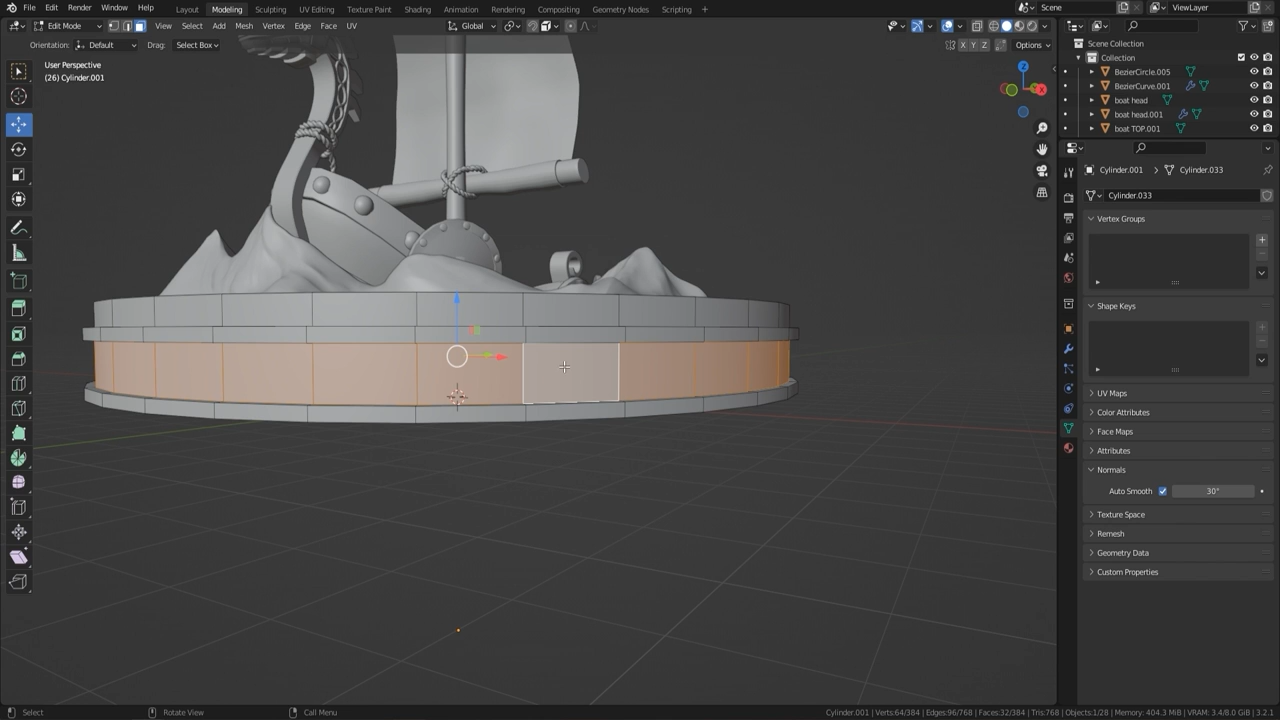 File Edit Render Window Help Layout Modeling Sculpting UV Editing Texture Paint Shading Animation Rendering Compositing Geometry Nodes Scripting + Scene ViewLayer
Edit Mode View Select Add Mesh Vertex Edge Face UV Global
Orientation: Default Drag: Select Box X Y Z Options
User Perspective
(26) Cylinder.001
Z
X
Scene Collection
Collection
BezierCircle.005
BezierCurve.001
boat head
boat head.001
boat TOP.001
Cylinder.001 > Cylinder.033
Cylinder.033
Vertex Groups
Shape Keys
UV Maps
Color Attributes
Face Maps
Attributes
Normals
Auto Smooth 30°
Texture Space
Remesh
Geometry Data
Custom Properties
Select Rotate View Call Menu Cylinder.001 | Verts:64/384 | Edges:96/768 | Faces:32/384 | Tris:768 | Objects:1/28 | Memory: 404.3 MiB | VRAM: 3.4/8.0 GiB | 3.2.1